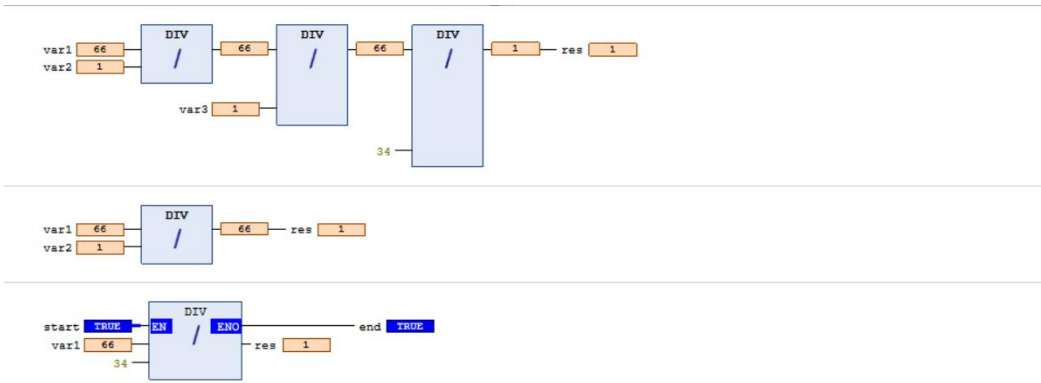 DIV DIV DIV
var1 66 / 66 / 66 / 1 res 1
var2 1
var3 1
34
DIV
var1 66 / 66 res 1
var2 1
DIV
start TRUE EN / ENO end TRUE
var1 66 res 1
34